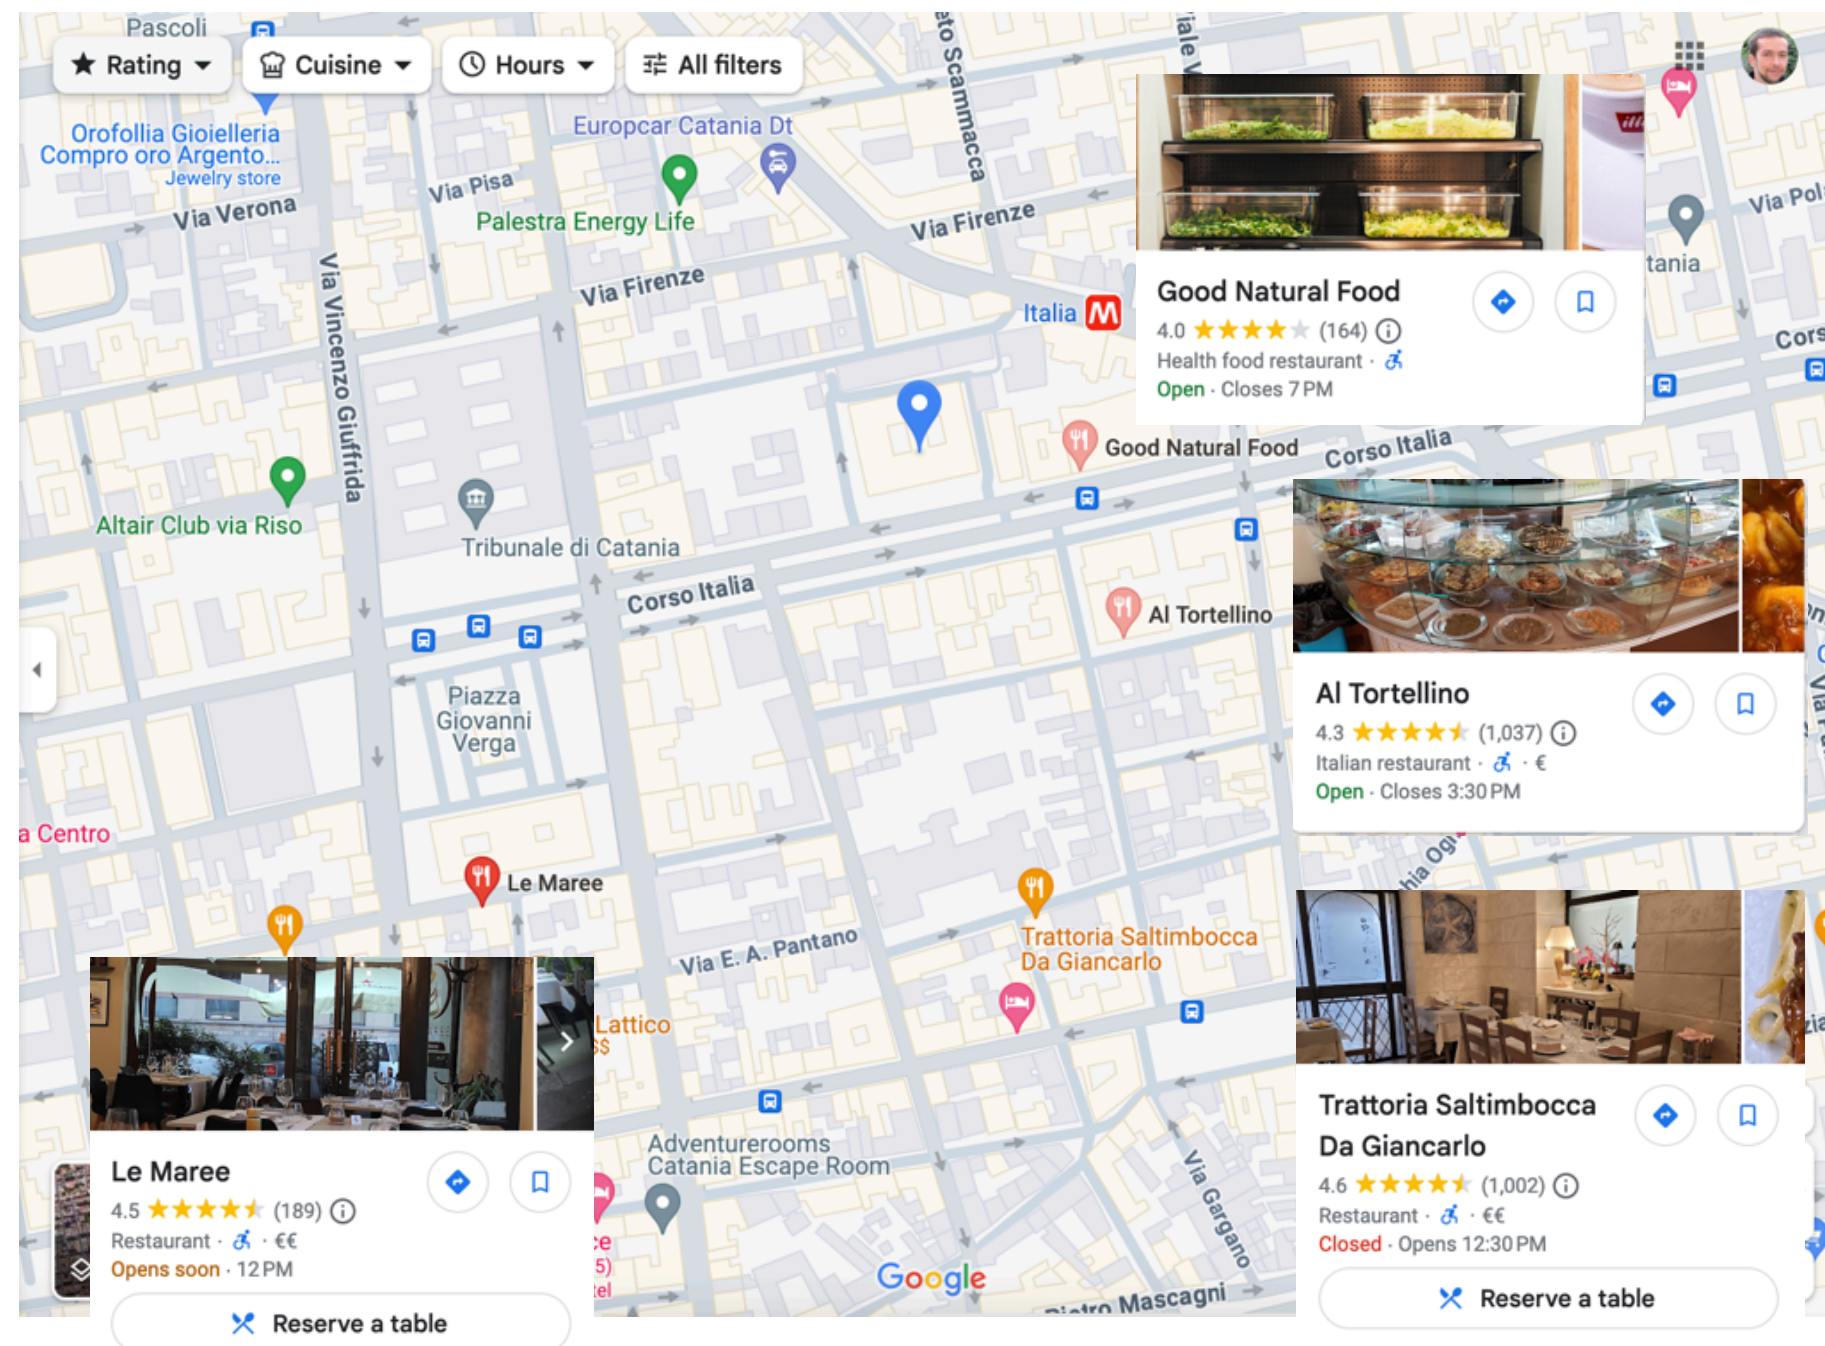 Pascoli
Rating
Cuisine
Hours
All filters
Orofollia Gioielleria
Compro oro Argento...
Jewelry store
Via Verona
Via Pisa
Europcar Catania Dt
Palestra Energy Life
Via Firenze
Via Firenze
Via Vincenzo Giuffrida
Italia
M
Good Natural Food
4.0 (164)
Health food restaurant ·
Open · Closes 7 PM
tania
Good Natural Food
Corso Italia
Altair Club via Riso
Tribunale di Catania
Corso Italia
Al Tortellino
Al Tortellino
4.3 (1,037)
Italian restaurant · · €
Open · Closes 3:30 PM
Piazza
Giovanni
Verga
a Centro
Le Maree
Via E. A. Pantano
Trattoria Saltimbocca
Da Giancarlo
Lattico
$$
Trattoria Saltimbocca
Da Giancarlo
4.6 (1,002)
Restaurant · · €€
Closed · Opens 12:30 PM
Reserve a table
Adventurerooms
Catania Escape Room
Via Gargano
Le Maree
4.5 (189)
Restaurant · · €€
Opens soon · 12 PM
Reserve a table
Google
Pietro Mascagni